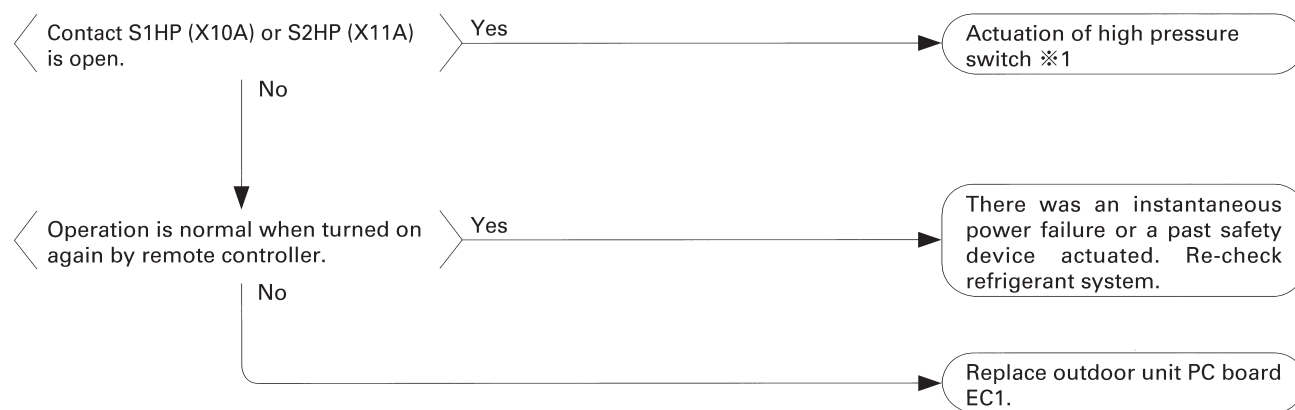 Contact S1HP (X10A) or S2HP (X11A)
is open.
Yes
Actuation of high pressure
switch ※1
No
Operation is normal when turned on
again by remote controller.
Yes
There was an instantaneous
power failure or a past safety
device actuated. Re-check
refrigerant system.
No
Replace outdoor unit PC board
EC1.